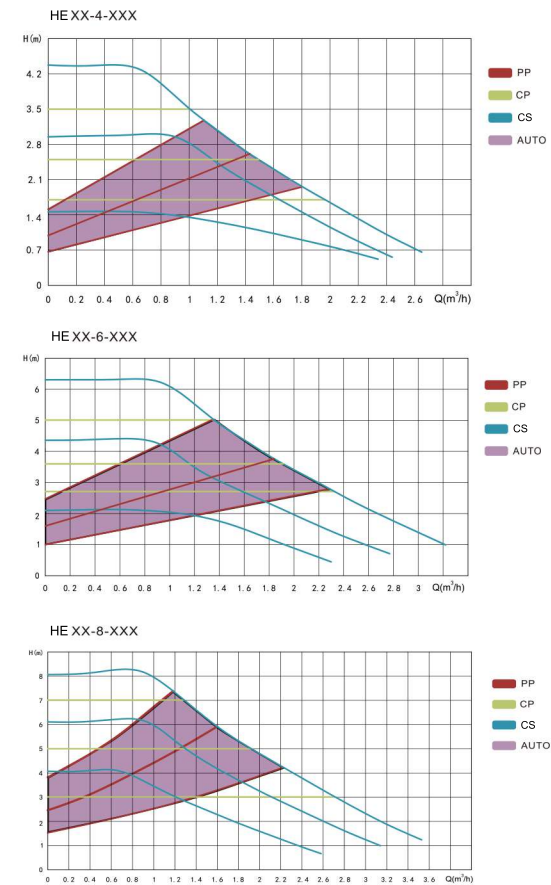 HE XX-4-XXX
H(m)
4.2
3.5
2.8
2.1
1.4
0.7
0
0 0.2 0.4 0.6 0.8 1 1.2 1.4 1.6 1.8 2 2.2 2.4 2.6 Q(m³/h)
PP
CP
CS
AUTO
HE XX-6-XXX
H(m)
6
5
4
3
2
1
0
0 0.2 0.4 0.6 0.8 1 1.2 1.4 1.6 1.8 2 2.2 2.4 2.6 2.8 3 Q(m³/h)
PP
CP
CS
AUTO
HE XX-8-XXX
H(m)
8
7
6
5
4
3
2
1
0
0 0.2 0.4 0.6 0.8 1 1.2 1.4 1.6 1.8 2 2.2 2.4 2.6 2.8 3 3.2 3.4 3.6 Q(m³/h)
PP
CP
CS
AUTO